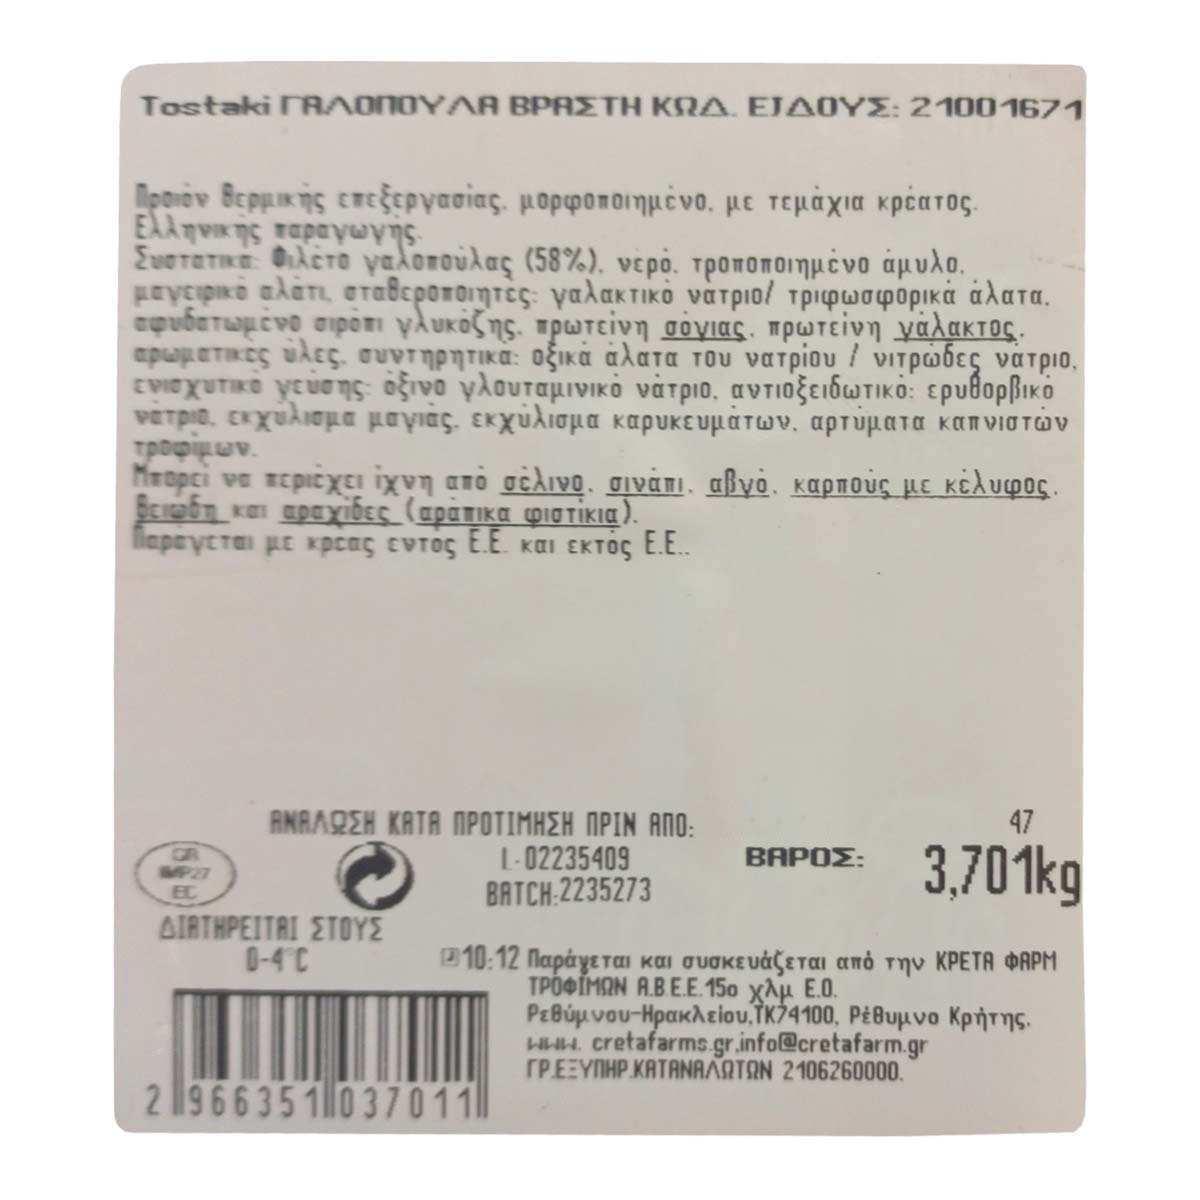 Tostaki ΓΑΛΟΠΟΥΛΑ ΒΡΑΣΤΗ ΚΩΔ. ΕΙΔΟΥΣ: 21001671
Προιόν θερμικής επεξεργασίας, μορφοποιημένο, με τεμάχια κρέατος.
Ελληνικής παραγωγής.
Συστατικά: Φιλέτο γαλοπούλας (58%), νερό, τροποποιημένο άμυλο,
μαγειρικό αλάτι, σταθεροποιητές: γαλακτικό νάτριο/ τριφωσφορικά άλατα,
αφυδατωμένο σιρόπι γλυκόζης, πρωτείνη σόγιας, πρωτείνη γάλακτος,
αρωματικές ύλες, συντηρητικά: οξικά άλατα του νατρίου / νιτρώδες νάτριο,
ενισχυτικό γεύσης: όξινο γλουταμινικό νάτριο, αντιοξειδωτικό: ερυθορβικό
νάτριο, εκχύλισμα μαγιάς, εκχύλισμα καρυκευμάτων, αρτύματα καπνιστών
τροφίμων.
Μπορεί να περιέχει ίχνη από σέλινο, σινάπι, αβγό, καρπούς με κέλυφος,
θειώδη και αραχίδες (αράπικα φιστίκια).
Παράγεται με κρέας εντός Ε.Ε. και εκτός Ε.Ε..
ΑΝΑΛΩΣΗ ΚΑΤΑ ΠΡΟΤΙΜΗΣΗ ΠΡΙΝ ΑΠΟ:
L-02235409
BATCH:2235273
47
ΒΑΡΟΣ: 3,701kg
GR
EC
ΔΙΑΤΗΡΕΙΤΑΙ ΣΤΟΥΣ
0-4°C
10:12 Παράγεται και συσκευάζεται από την ΚΡΕΤΑ ΦΑΡΜ
ΤΡΟΦΙΜΩΝ Α.Β.Ε.Ε.15ο χλμ Ε.Ο.
Ρεθύμνου-Ηρακλείου,ΤΚ74100, Ρέθυμνο Κρήτης.
www. cretafarms.gr,info@cretafarm.gr
ΓΡ.ΕΞΥΠΗΡ.ΚΑΤΑΝΑΛΩΤΩΝ 2106260000.
2 966351 037011